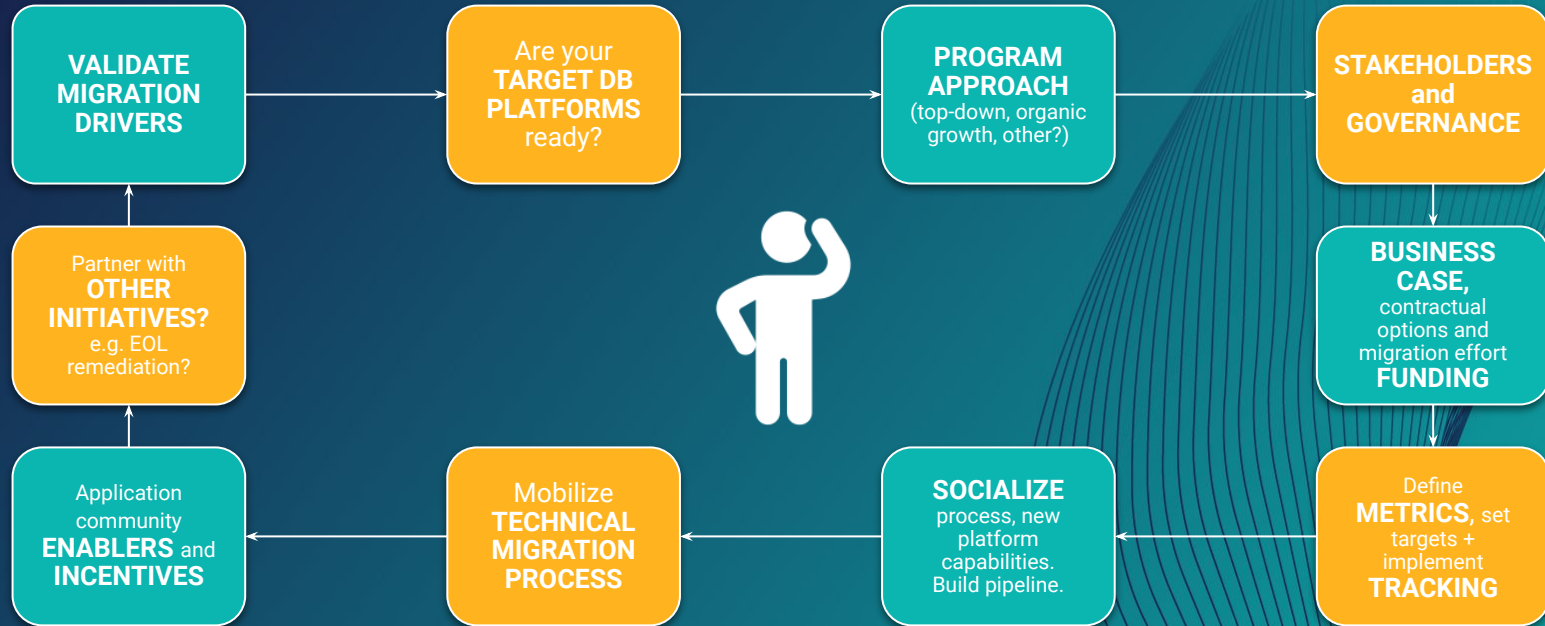 VALIDATE
MIGRATION
DRIVERS
Are your
TARGET DB
PLATFORMS
ready?
PROGRAM
APPROACH
(top-down, organic
growth, other?)
STAKEHOLDERS
and
GOVERNANCE
BUSINESS
CASE,
contractual
options and
migration effort
FUNDING
Define
METRICS, set
targets +
implement
TRACKING
SOCIALIZE
process, new
platform
capabilities.
Build pipeline.
Mobilize
TECHNICAL
MIGRATION
PROCESS
Application
community
ENABLERS and
INCENTIVES
Partner with
OTHER
INITIATIVES?
e.g. EOL
remediation?